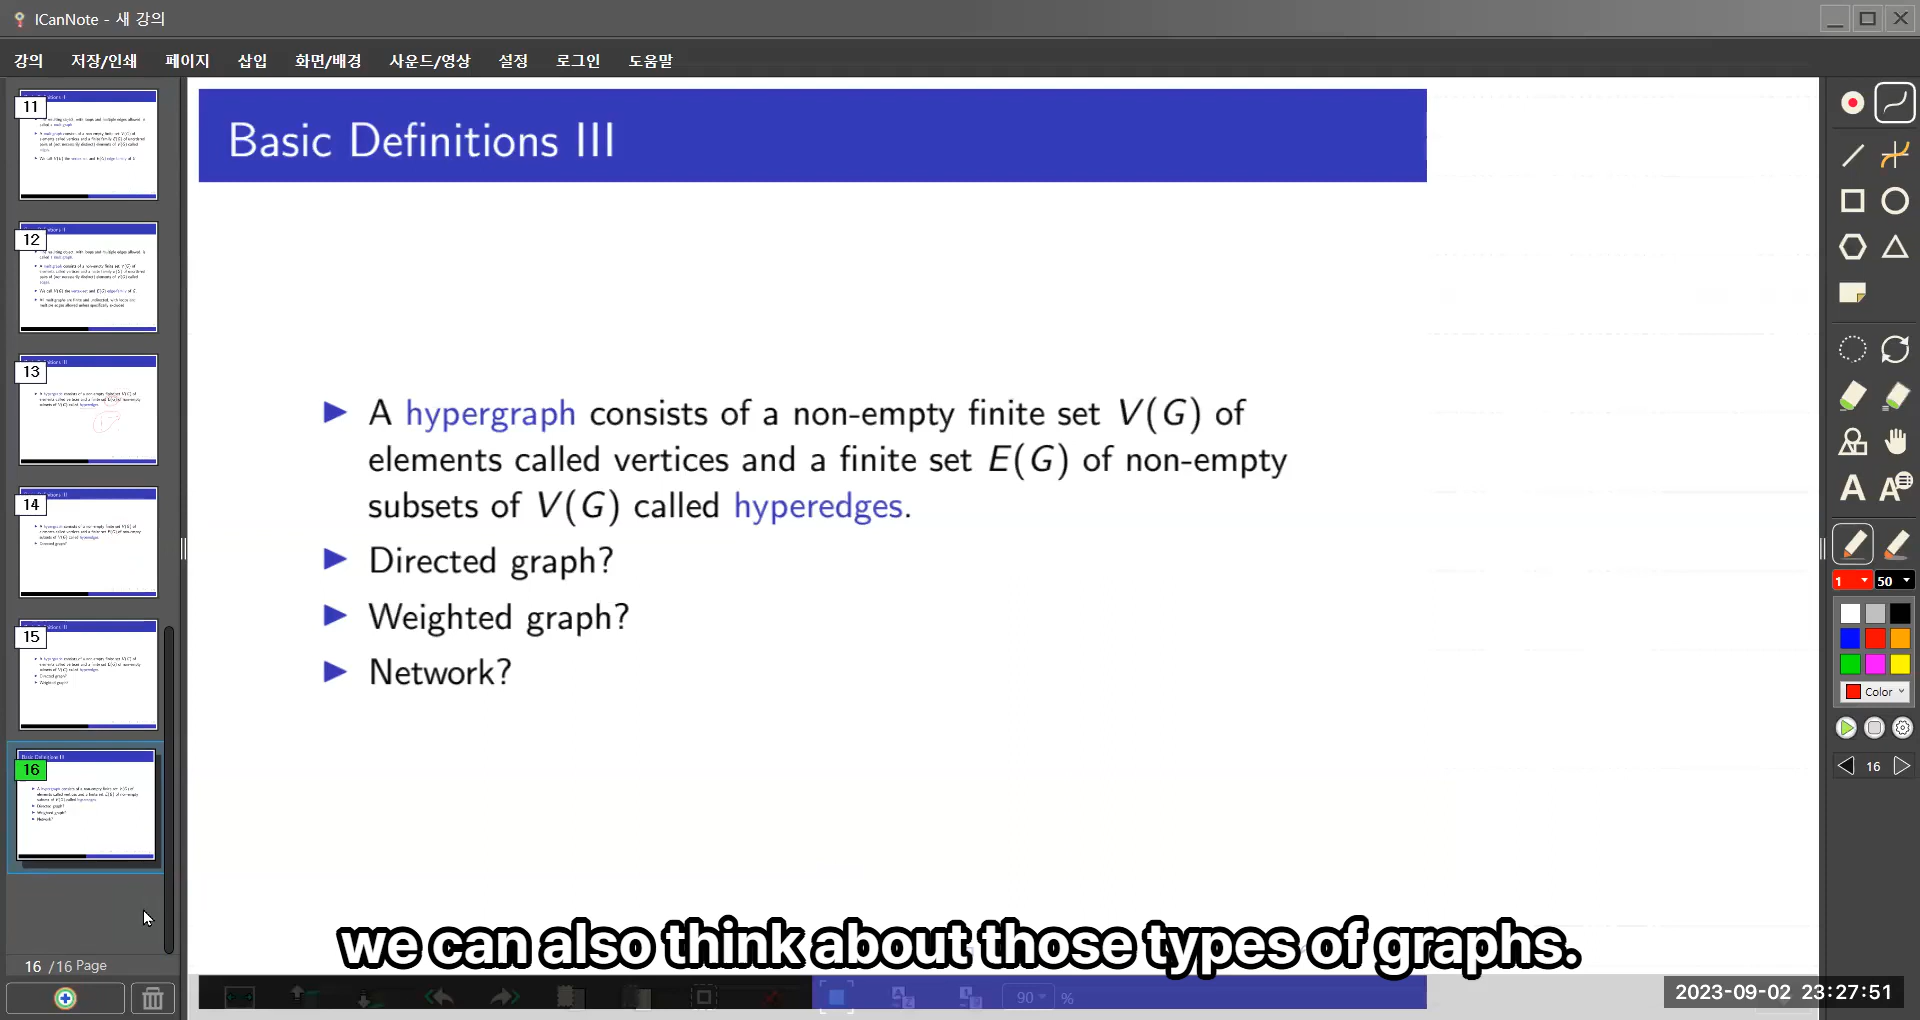 ICanNote - 새 강의
강의 저장/인쇄 페이지 삽입 화면/배경 사운드/영상 설정 로그인 도움말
11
12
13
14
15
16
Basic Definitions III
▶ A hypergraph consists of a non-empty finite set V(G) of
elements called vertices and a finite set E(G) of non-empty
subsets of V(G) called hyperedges.
▶ Directed graph?
▶ Weighted graph?
▶ Network?
we can also think about those types of graphs.
1 50
Color
16
16 /16 Page
90 %
2023-09-02 23:27:51